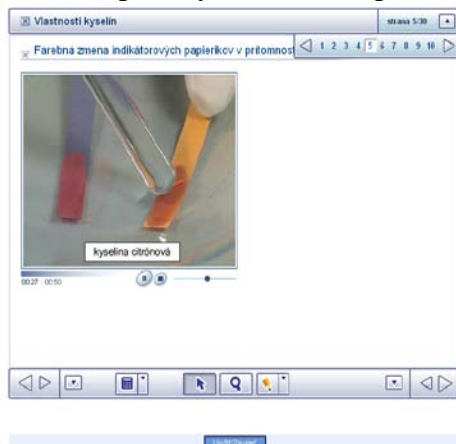 Vlastnosti kyselín
strana 5/30
Farebna zmena indikátorových papierikov v prítomnost
1 2 3 4 5 6 7 8 9 10
kyselina citrónová
00:27 00:50